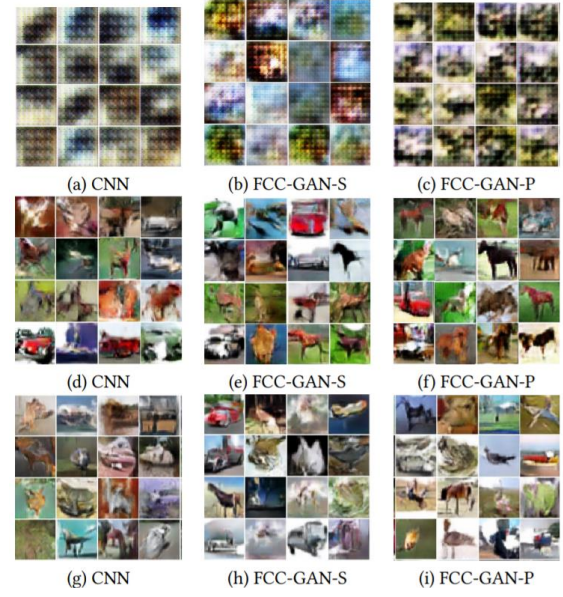 (a) CNN
(b) FCC-GAN-S
(c) FCC-GAN-P
(d) CNN
(e) FCC-GAN-S
(f) FCC-GAN-P
(g) CNN
(h) FCC-GAN-S
(i) FCC-GAN-P